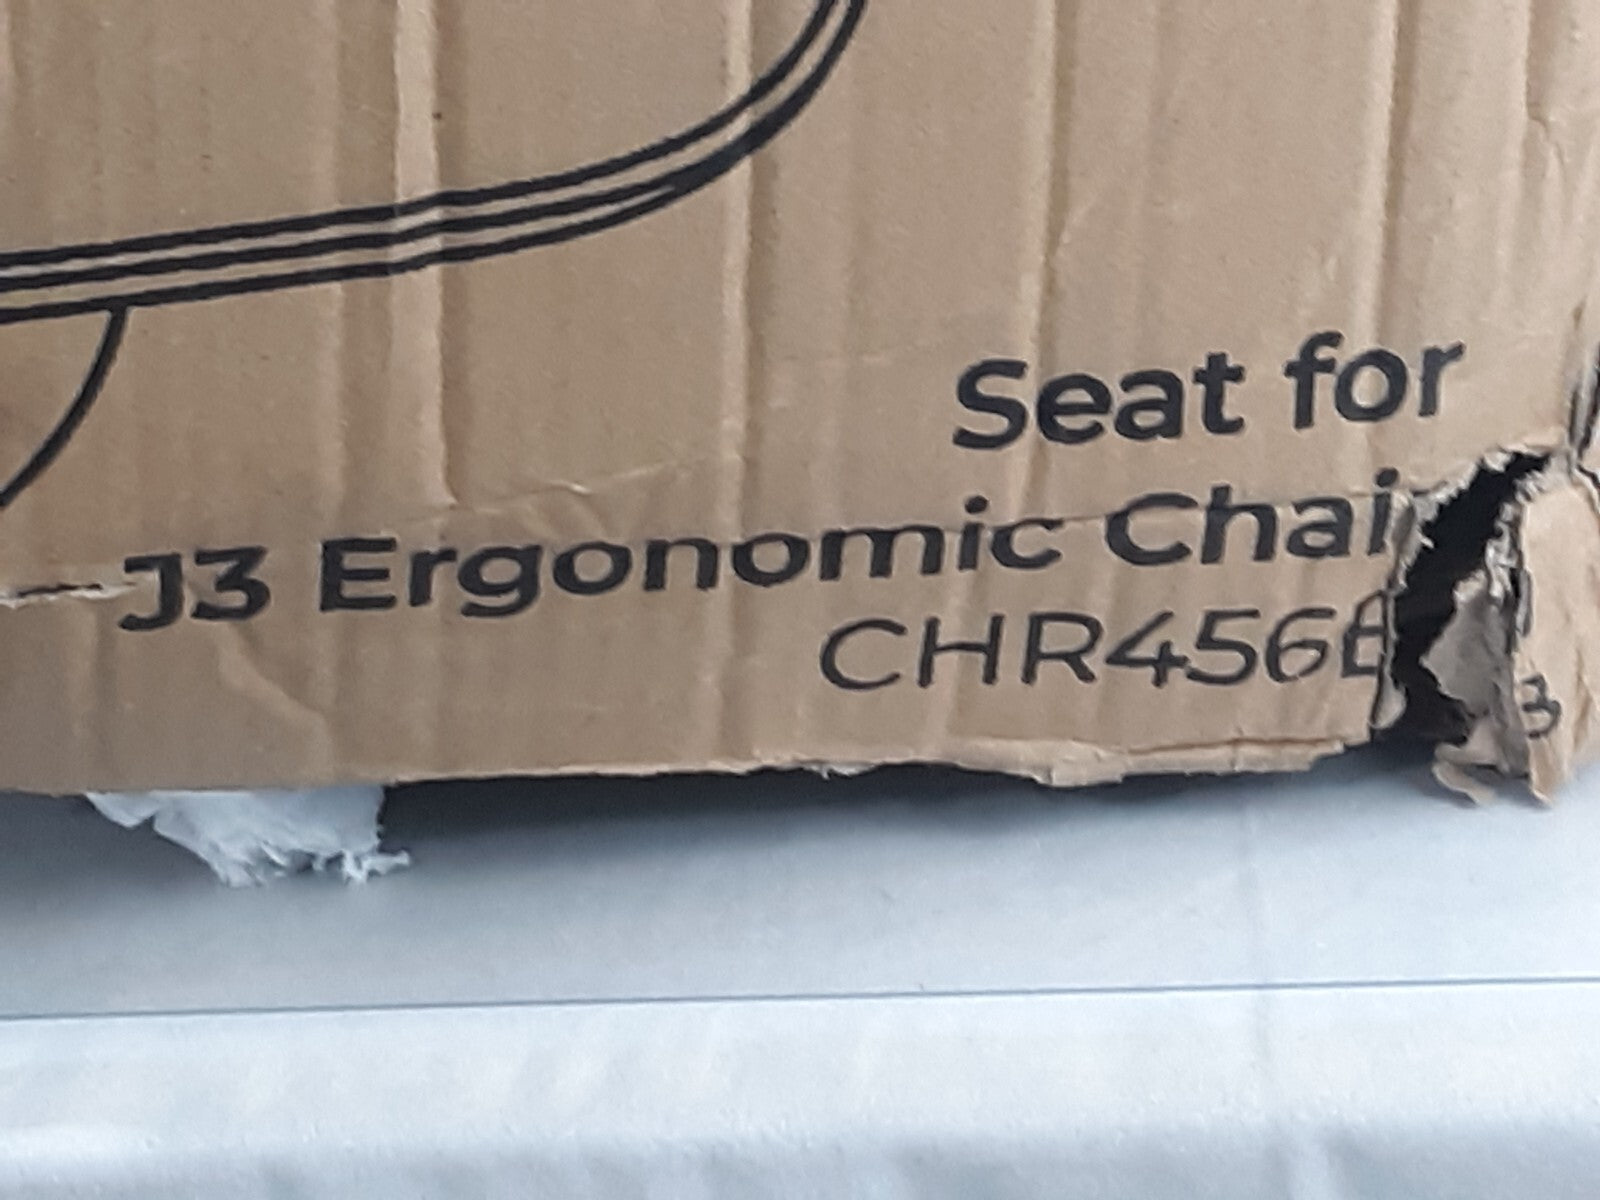 Seat for
J3 Ergonomic Chai
CHR456